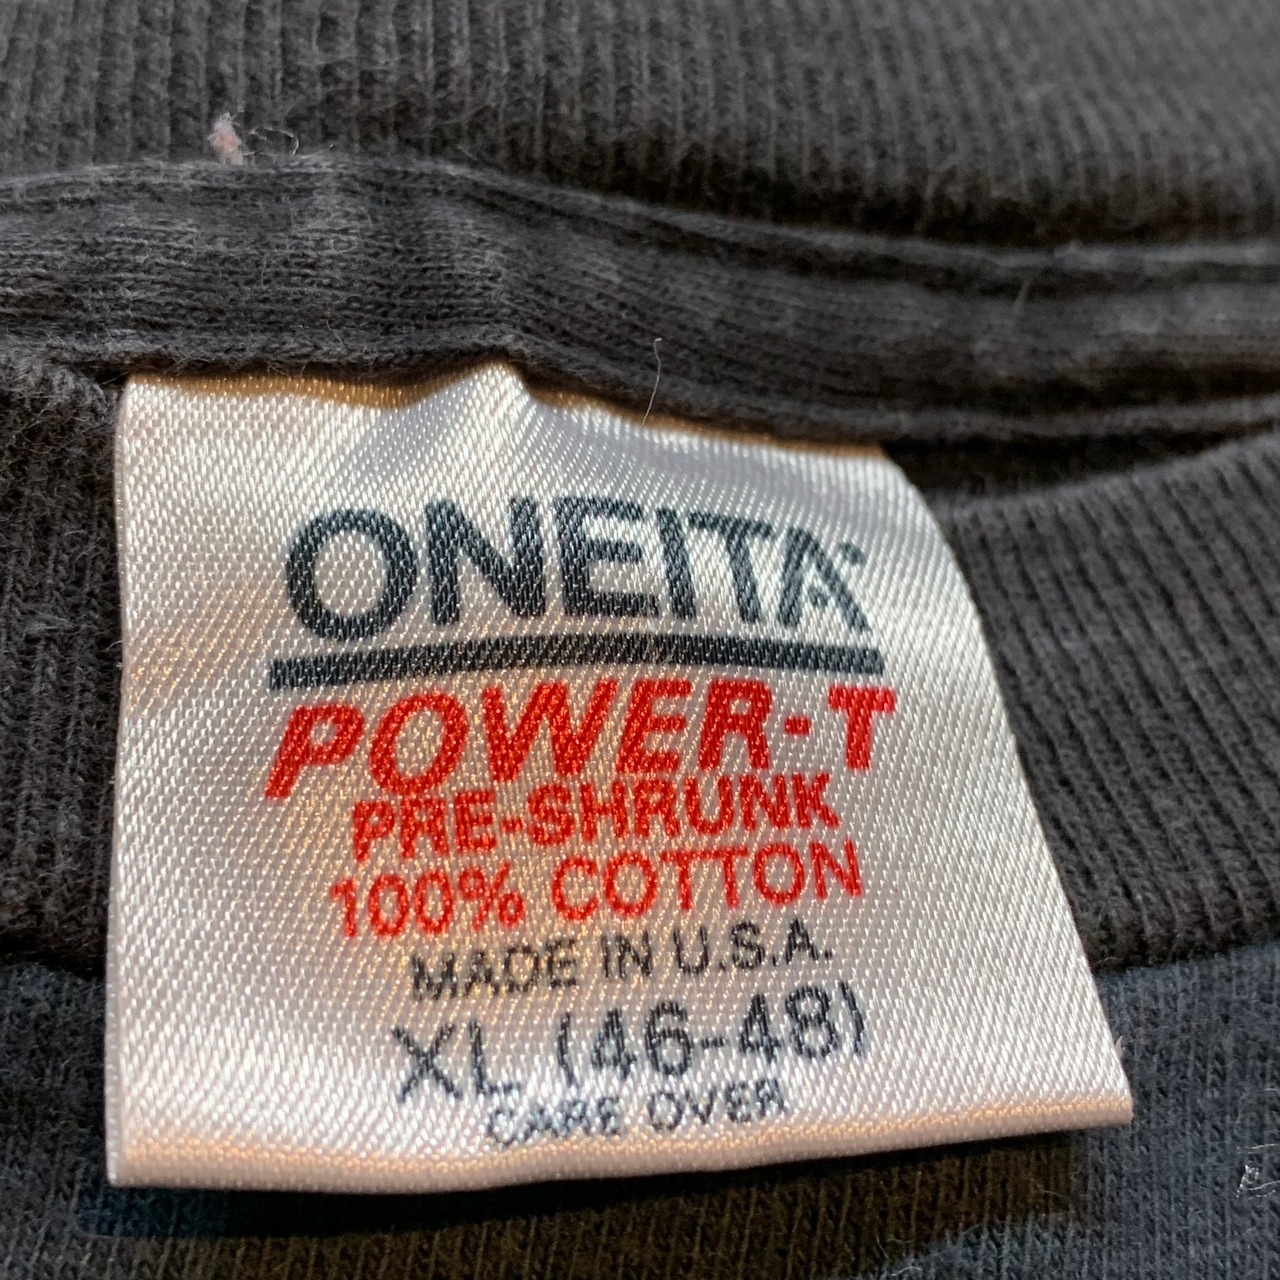 ONEITA
POWER-T
PRE-SHRUNK
100% COTTON
MADE IN U.S.A.
XL (46-48)
CARE OVER